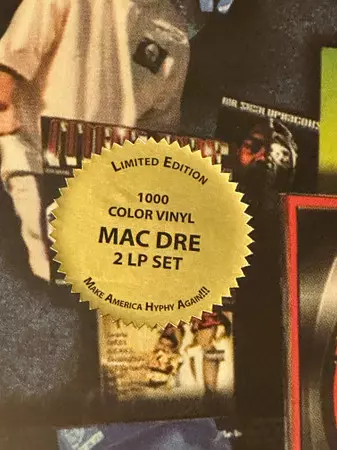 LIMITED EDITION
1000
COLOR VINYL
MAC DRE
2 LP SET
MAKE AMERICA HYPHY AGAIN!!!